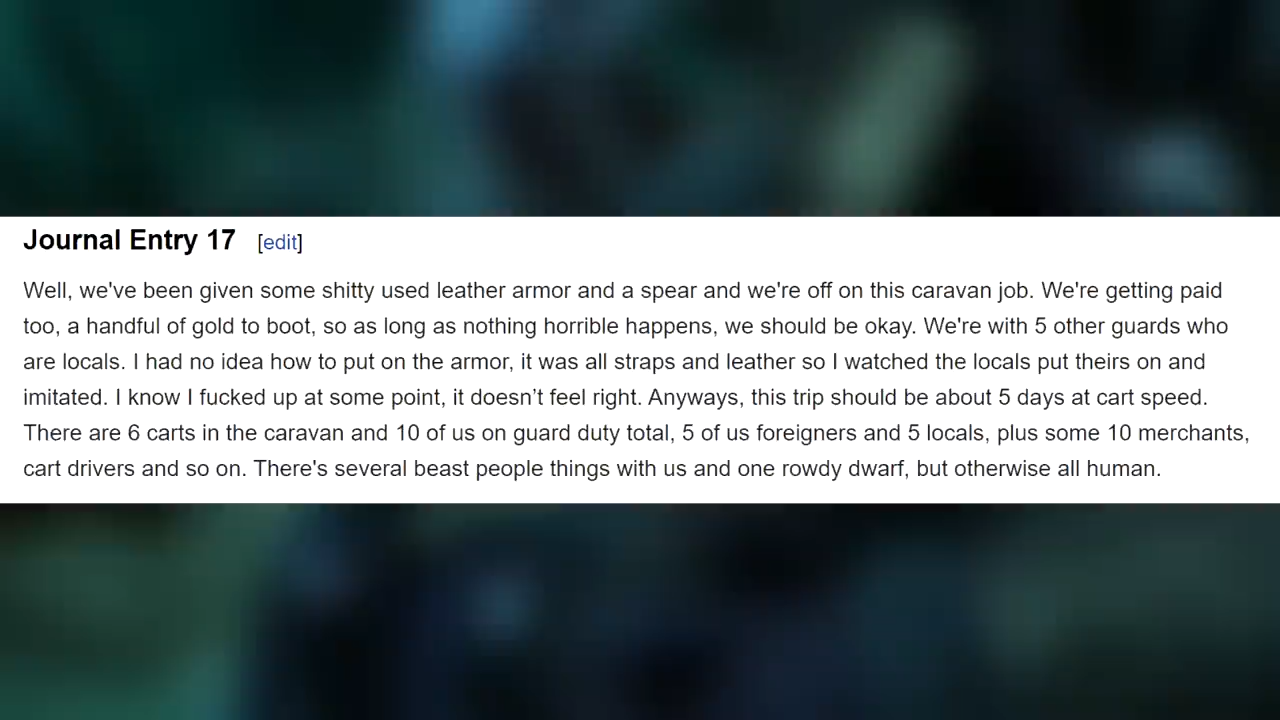 Journal Entry 17 [edit]
Well, we've been given some shitty used leather armor and a spear and we're off on this caravan job. We're getting paid
too, a handful of gold to boot, so as long as nothing horrible happens, we should be okay. We're with 5 other guards who
are locals. I had no idea how to put on the armor, it was all straps and leather so I watched the locals put theirs on and
imitated. I know I fucked up at some point, it doesn’t feel right. Anyways, this trip should be about 5 days at cart speed.
There are 6 carts in the caravan and 10 of us on guard duty total, 5 of us foreigners and 5 locals, plus some 10 merchants,
cart drivers and so on. There's several beast people things with us and one rowdy dwarf, but otherwise all human.